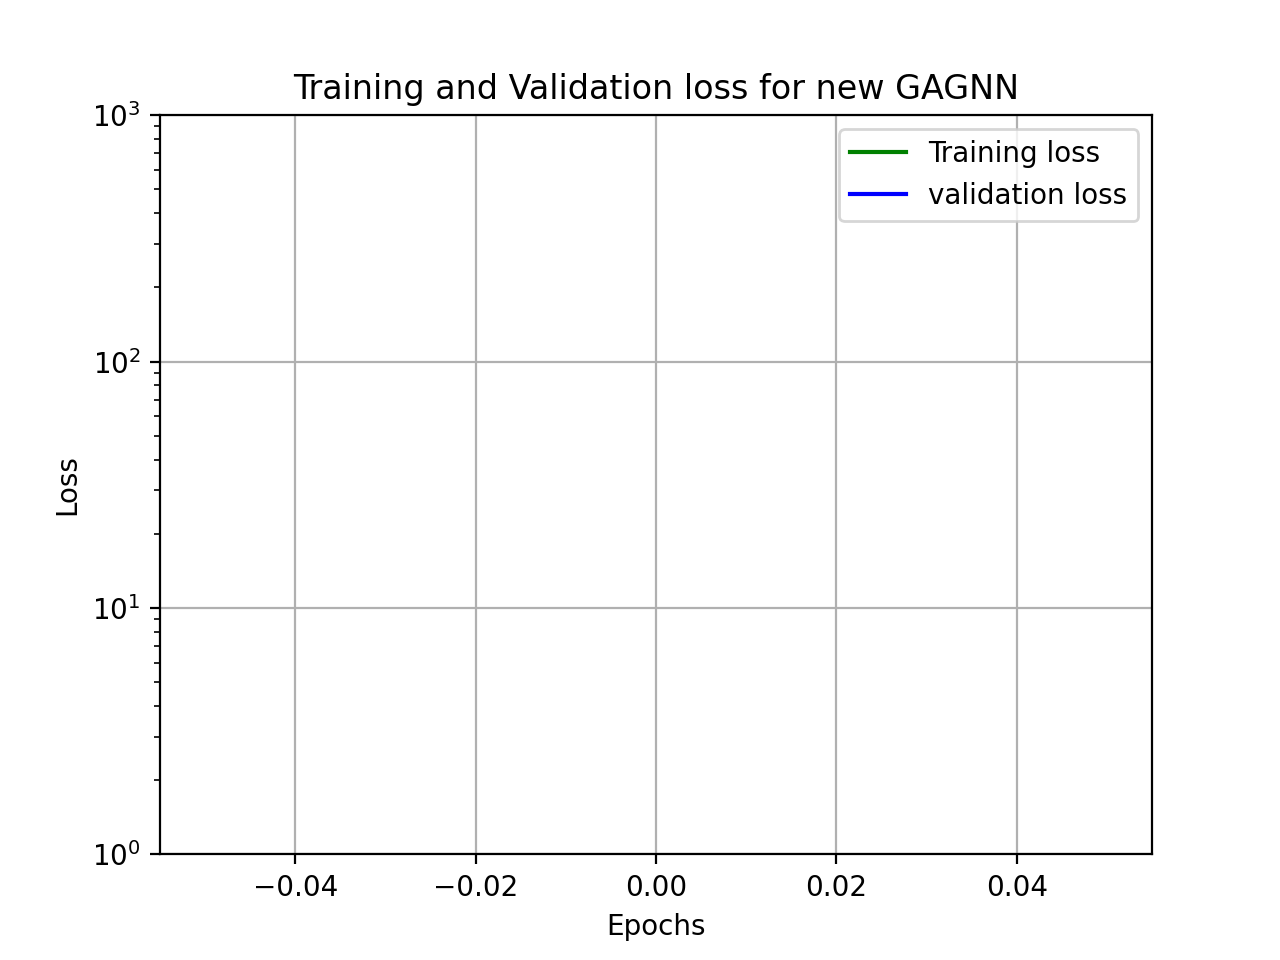 Training and Validation loss for new GAGNN
10³
Training loss
validation loss
10²
Loss
10¹
10⁰
−0.04 −0.02 0.00 0.02 0.04
Epochs